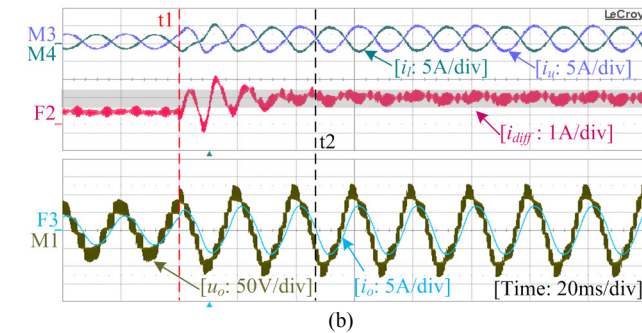 t1
LeCroy
M3
M4
[i_l: 5A/div]
[i_u: 5A/div]
F2
[i_diff: 1A/div]
t2
F3
M1
[u_o: 50V/div]
[i_o: 5A/div]
[Time: 20ms/div]
(b)